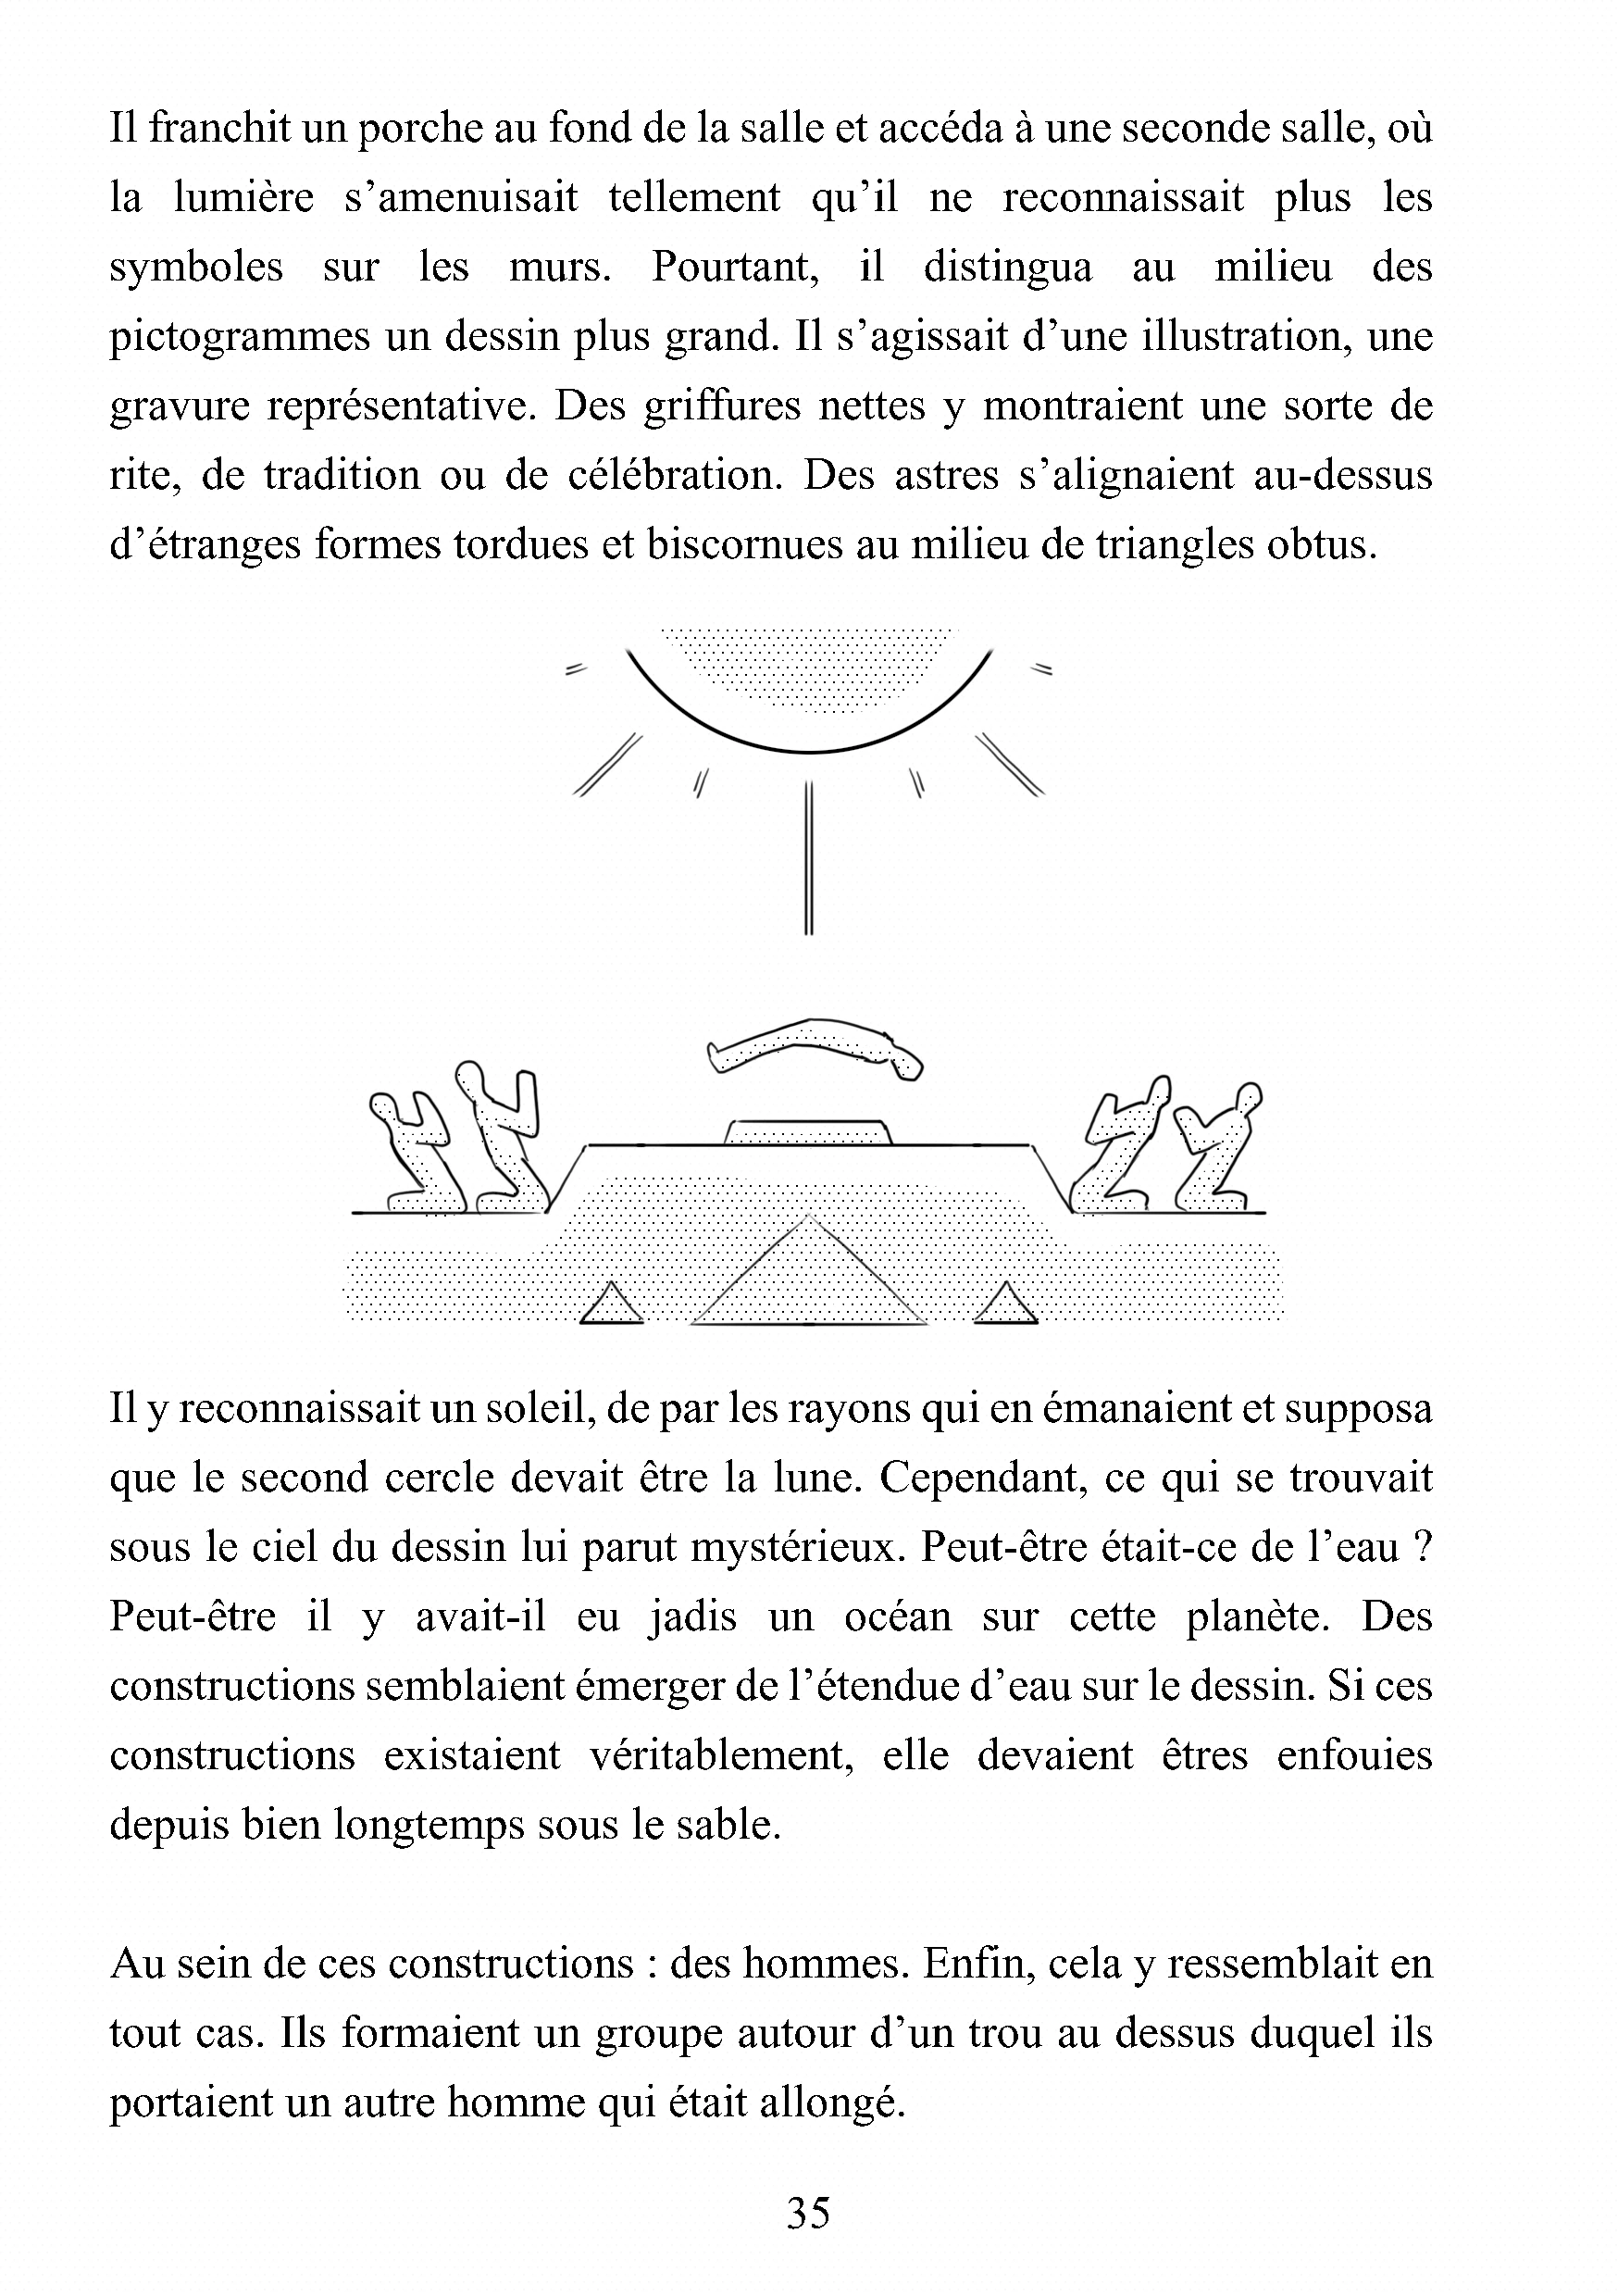 Il franchit un porche au fond de la salle et accéda à une seconde salle, où
la lumière s’amenuisait tellement qu’il ne reconnaissait plus les
symboles sur les murs. Pourtant, il distingua au milieu des
pictogrammes un dessin plus grand. Il s’agissait d’une illustration, une
gravure représentative. Des griffures nettes y montraient une sorte de
rite, de tradition ou de célébration. Des astres s’alignaient au-dessus
d’étranges formes tordues et biscornues au milieu de triangles obtus.
Il y reconnaissait un soleil, de par les rayons qui en émanaient et supposa
que le second cercle devait être la lune. Cependant, ce qui se trouvait
sous le ciel du dessin lui parut mystérieux. Peut-être était-ce de l’eau ?
Peut-être il y avait-il eu jadis un océan sur cette planète. Des
constructions semblaient émerger de l’étendue d’eau sur le dessin. Si ces
constructions existaient véritablement, elle devaient êtres enfouies
depuis bien longtemps sous le sable.
Au sein de ces constructions : des hommes. Enfin, cela y ressemblait en
tout cas. Ils formaient un groupe autour d’un trou au dessus duquel ils
portaient un autre homme qui était allongé.
35